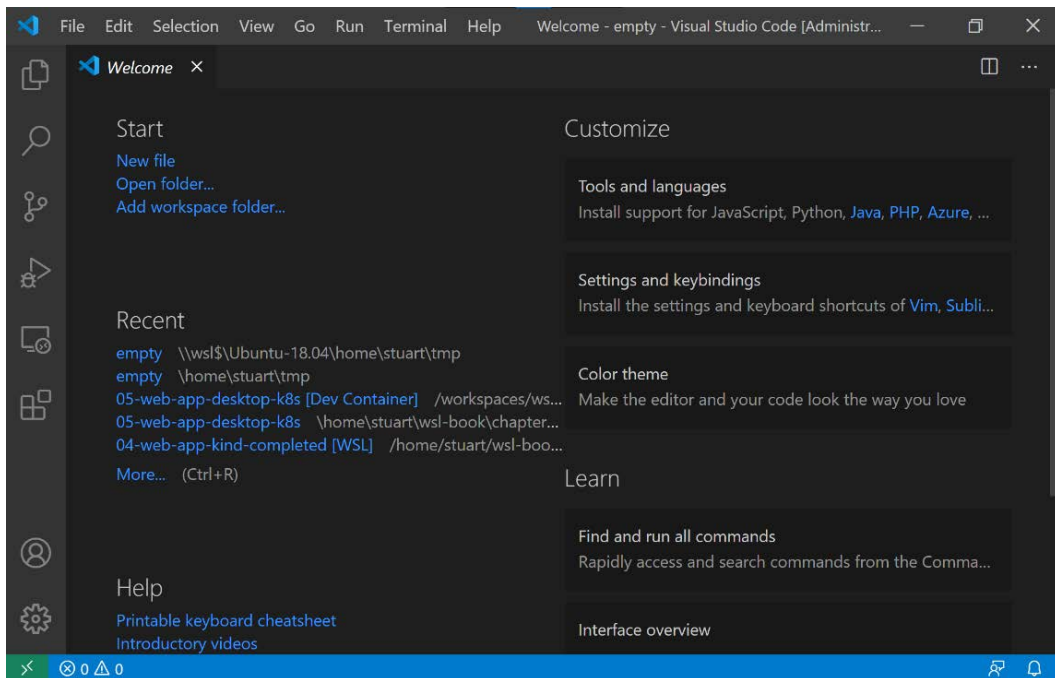 File Edit Selection View Go Run Terminal Help Welcome - empty - Visual Studio Code [Administr...
Welcome
Start
New file
Open folder...
Add workspace folder...
Recent
empty \\wsl$\Ubuntu-18.04\home\stuart\tmp
empty \home\stuart\tmp
05-web-app-desktop-k8s [Dev Container] /workspaces/ws...
05-web-app-desktop-k8s \home\stuart\wsl-book\chapter...
04-web-app-kind-completed [WSL] /home/stuart/wsl-boo...
More... (Ctrl+R)
Help
Printable keyboard cheatsheet
Introductory videos
Customize
Tools and languages
Install support for JavaScript, Python, Java, PHP, Azure, ...
Settings and keybindings
Install the settings and keyboard shortcuts of Vim, Subli...
Color theme
Make the editor and your code look the way you love
Learn
Find and run all commands
Rapidly access and search commands from the Comma...
Interface overview
0 0